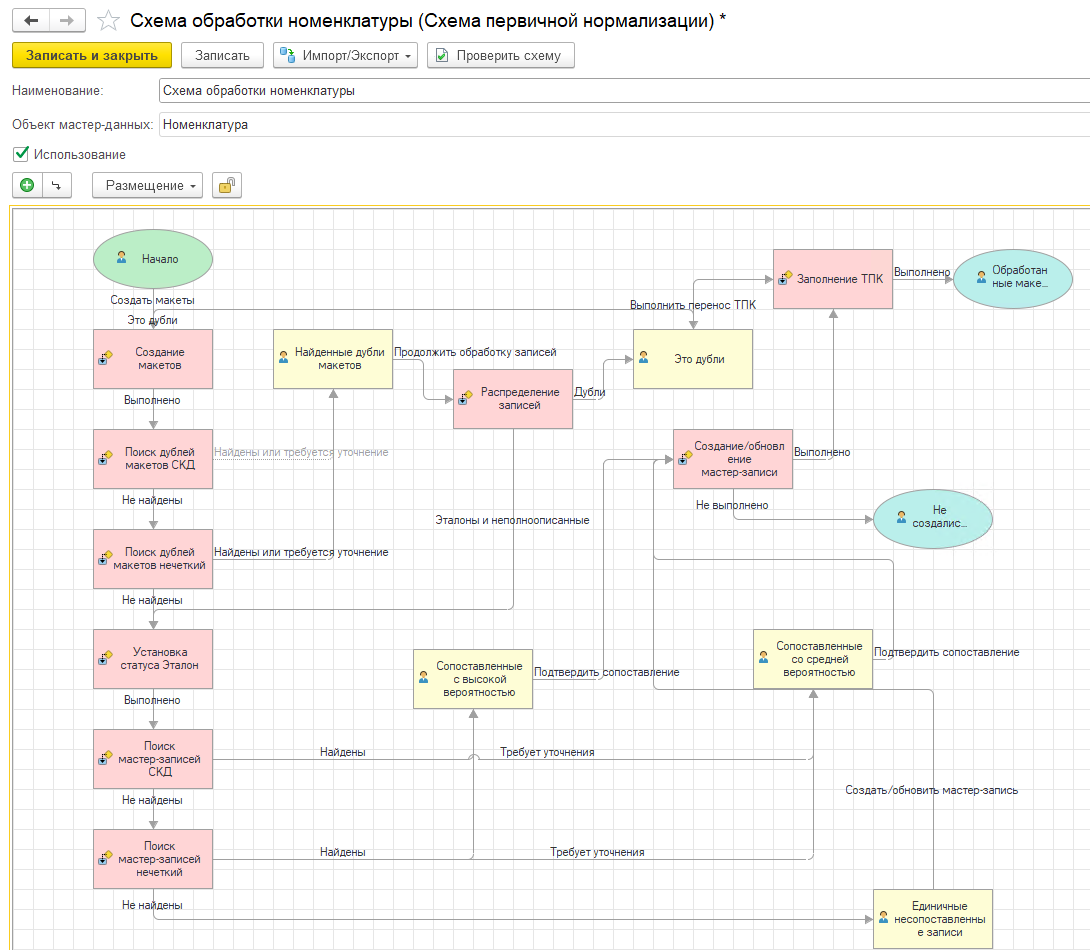 Схема обработки номенклатуры (Схема первичной нормализации) *
Записать и закрыть
Записать
Импорт/Экспорт
Проверить схему
Наименование:
Схема обработки номенклатуры
Объект мастер-данных:
Номенклатура
Использование
Размещение
Начало
Создать макеты
Это дубли
Заполнение ТПК
Выполнено
Обработан
ные маке...
Выполнить перенос ТПК
Создание
макетов
Найденные дубли
макетов
Продолжить обработку записей
Это дубли
Распределение
записей
Дубли
Выполнено
Поиск дублей
макетов СКД
Найдены или требуется уточнение
Создание/обновл
ение
мастер-записи
Выполнено
Не найдены
Не выполнено
Не
создалис...
Эталоны и неполноописанные
Поиск дублей
макетов нечеткий
Найдены или требуется уточнение
Не найдены
Установка
статуса Эталон
Сопоставленные
с высокой
вероятностью
Подтвердить сопоставление
Сопоставленные
со средней
вероятностью
Подтвердить сопоставление
Выполнено
Поиск
мастер-записей
СКД
Найдены
Требует уточнения
Создать/обновить мастер-запись
Не найдены
Поиск
мастер-записей
нечеткий
Найдены
Требует уточнения
Не найдены
Единичные
несопоставленны
е записи